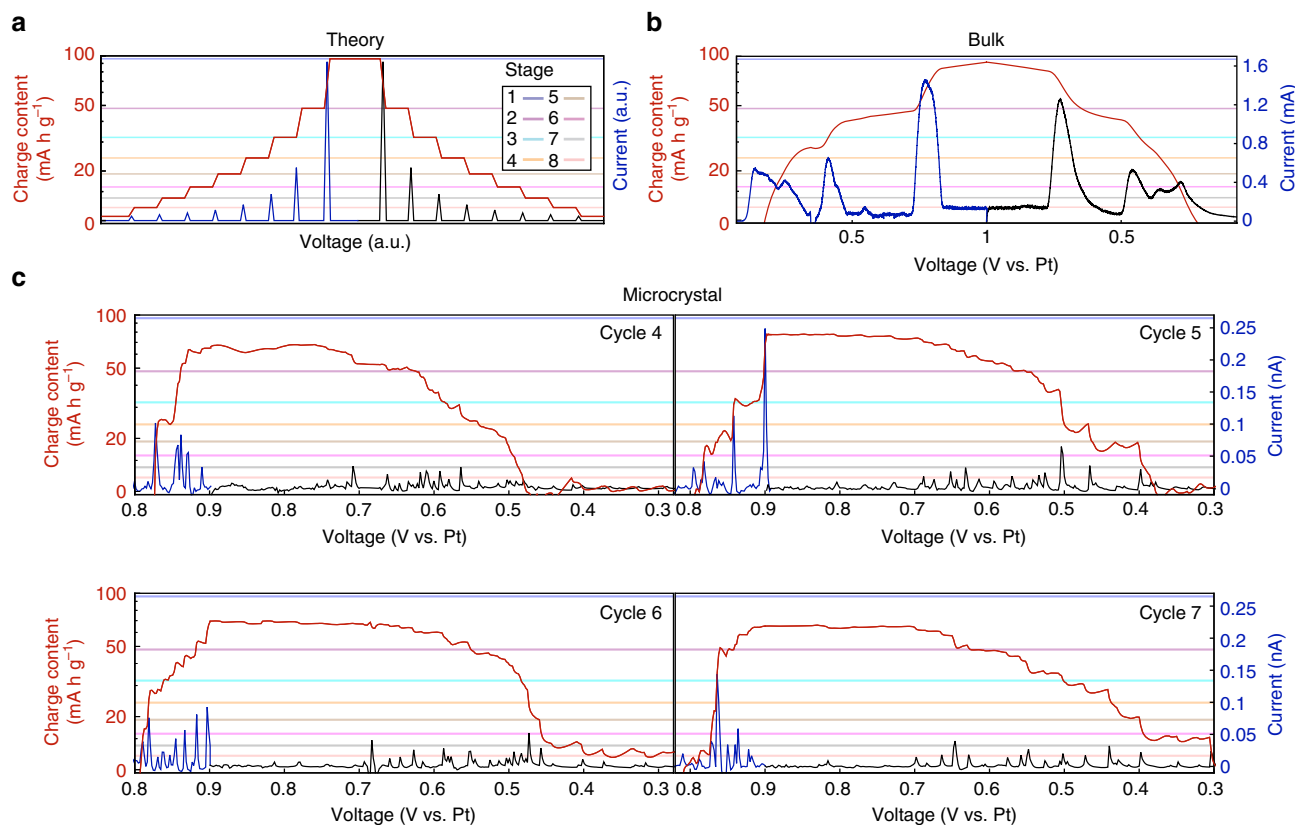 a
Theory
Charge content
(mA h g⁻¹)
100
50
20
0
Stage
1 5
2 6
3 7
4 8
Current (a.u.)
Voltage (a.u.)
b
Bulk
Charge content
(mA h g⁻¹)
100
50
20
0
1.6
1.2
0.8
0.4
0
Current (mA)
0.5 1 0.5
Voltage (V vs. Pt)
c
Microcrystal
Charge content
(mA h g⁻¹)
100
50
20
0
Cycle 4
0.8 0.9 0.8 0.7 0.6 0.5 0.4 0.3
Voltage (V vs. Pt)
Cycle 5
0.25
0.20
0.15
0.1
0.05
0
Current (nA)
0.8 0.9 0.8 0.7 0.6 0.5 0.4 0.3
Voltage (V vs. Pt)
Charge content
(mA h g⁻¹)
100
50
20
0
Cycle 6
0.8 0.9 0.8 0.7 0.6 0.5 0.4 0.3
Voltage (V vs. Pt)
Cycle 7
0.25
0.2
0.15
0.1
0.05
0
Current (nA)
0.8 0.9 0.8 0.7 0.6 0.5 0.4 0.3
Voltage (V vs. Pt)